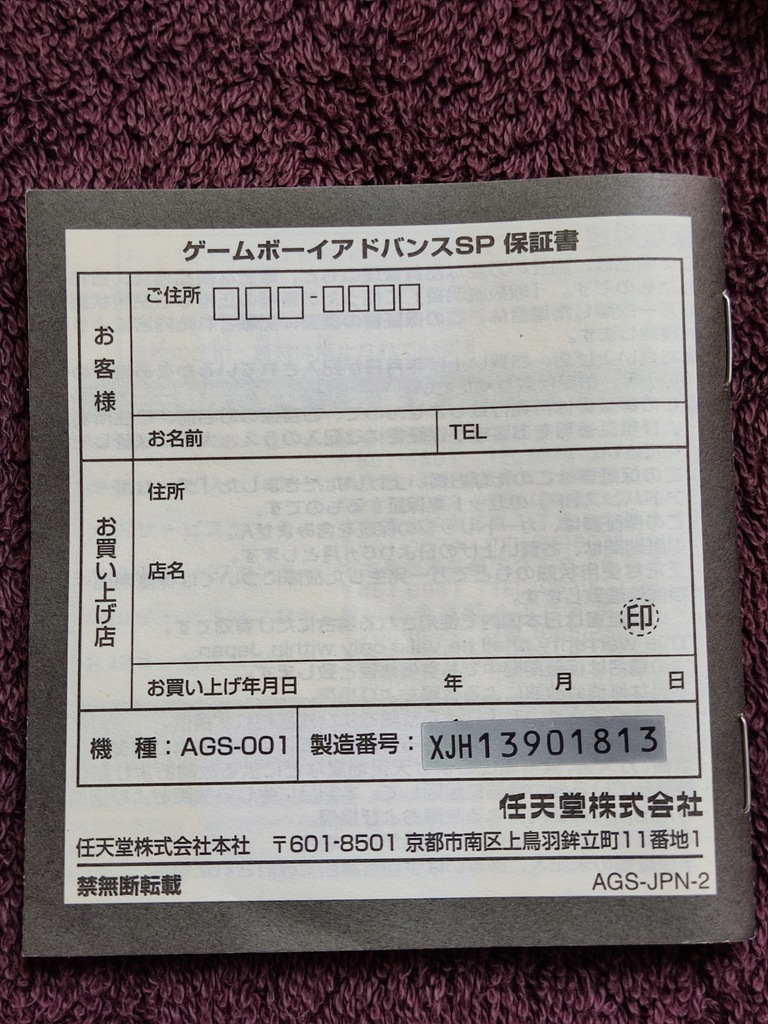 ゲームボーイアドバンスSP 保証書
お客様
ご住所 □□□-□□□□
お名前
TEL
お買い上げ店
住所
店名
印
お買い上げ年月日 年 月 日
機 種：AGS-001
製造番号：XJH13901813
任天堂株式会社
任天堂株式会社本社 〒601-8501 京都市南区上鳥羽鉾立町11番地1
禁無断転載
AGS-JPN-2